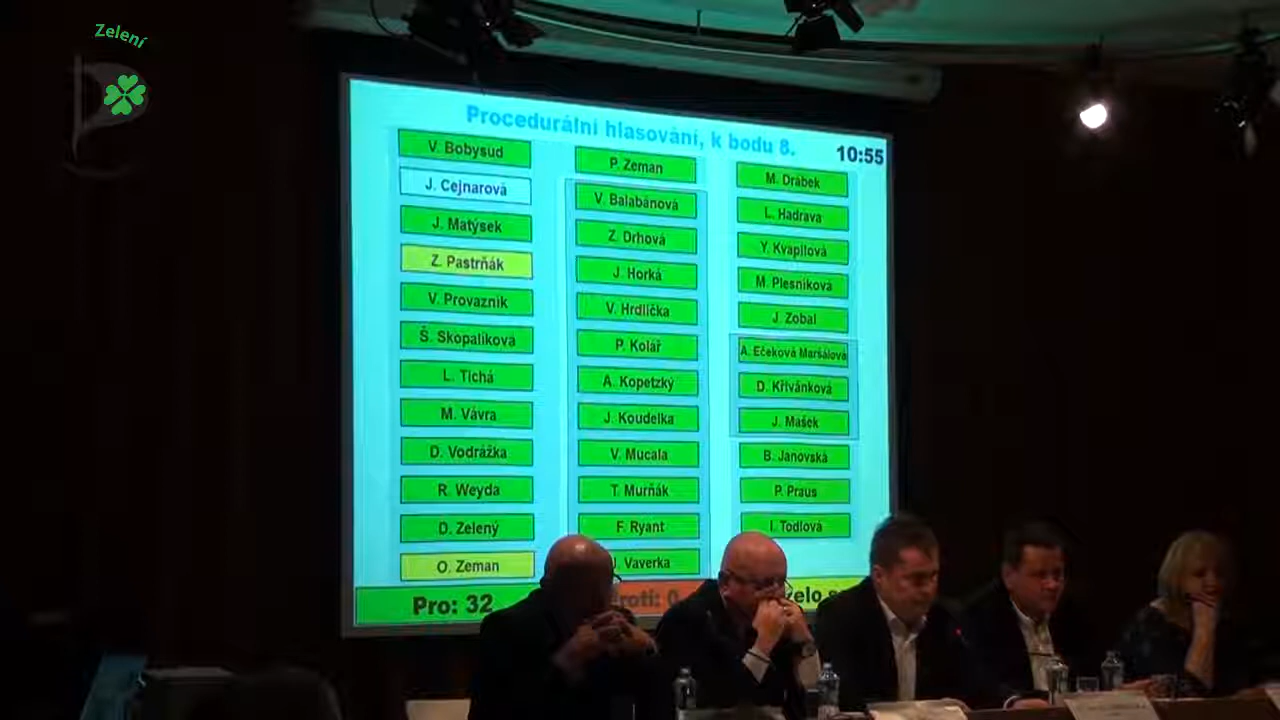 Zelení
Procedurální hlasování, k bodu 8.
10:55
V. Bobysud
J. Cejnarová
J. Matýsek
Z. Pastrňák
V. Provazník
Š. Skopalíková
L. Tichá
M. Vávra
D. Vodrážka
R. Weyda
D. Zelený
O. Zeman
P. Zeman
V. Balabánová
Z. Drhová
J. Horká
V. Hrdlička
P. Kolář
A. Kopetzký
J. Koudelka
V. Mucala
T. Murňák
F. Ryant
J. Vaverka
M. Drábek
L. Hadrava
Y. Kvapilová
M. Plesníková
J. Zobal
A. Ečeková Maršálová
D. Křivánková
J. Mašek
B. Janovská
P. Praus
I. Todlová
Pro: 32